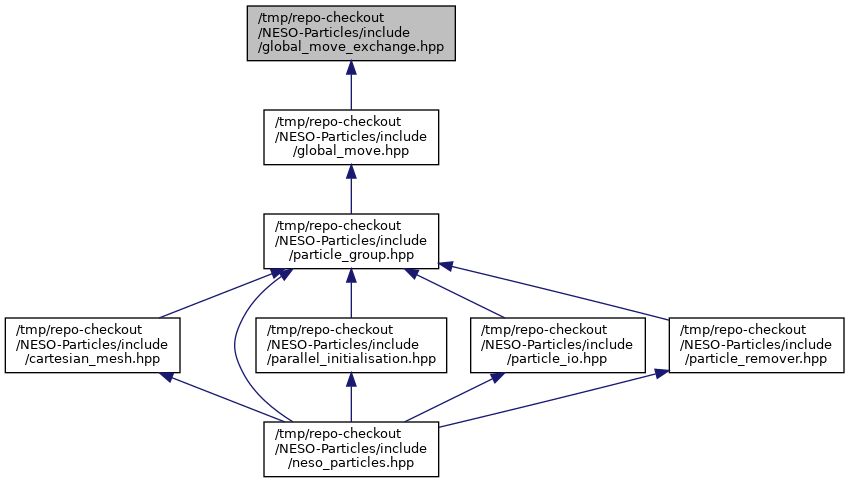 /tmp/repo-checkout
/NESO-Particles/include
/global_move_exchange.hpp
/tmp/repo-checkout
/NESO-Particles/include
/global_move.hpp
/tmp/repo-checkout
/NESO-Particles/include
/particle_group.hpp
/tmp/repo-checkout
/NESO-Particles/include
/cartesian_mesh.hpp
/tmp/repo-checkout
/NESO-Particles/include
/parallel_initialisation.hpp
/tmp/repo-checkout
/NESO-Particles/include
/particle_io.hpp
/tmp/repo-checkout
/NESO-Particles/include
/particle_remover.hpp
/tmp/repo-checkout
/NESO-Particles/include
/neso_particles.hpp